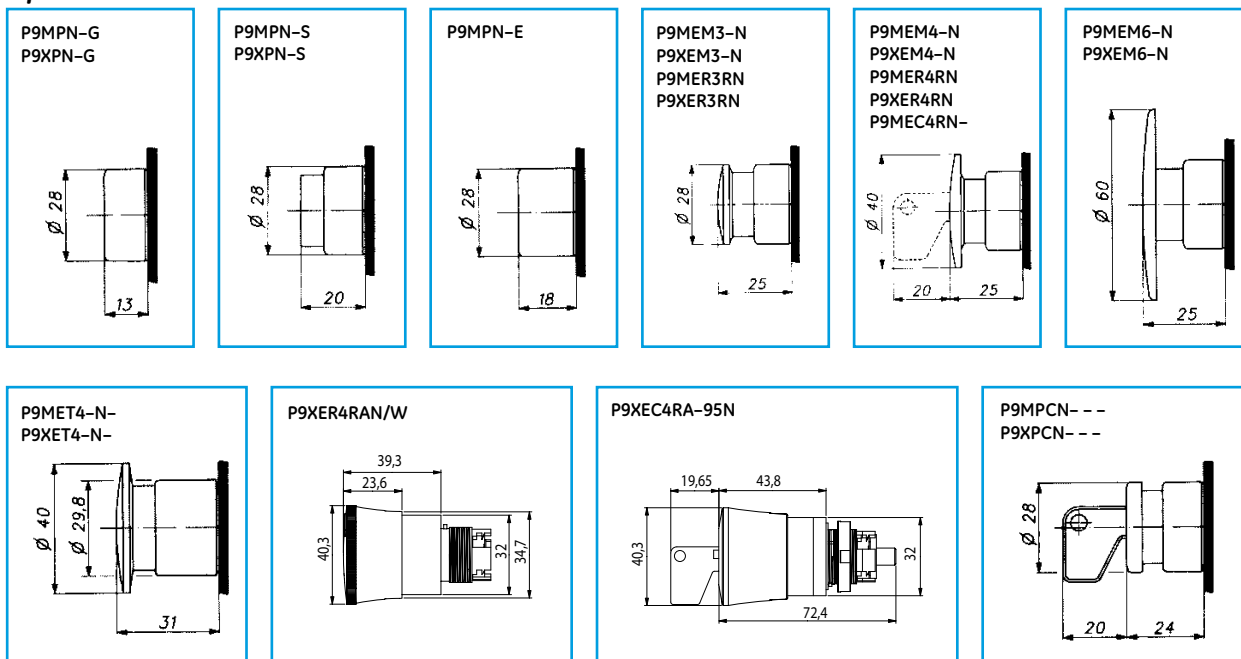 P9MPN-G
P9XPN-G
Ø 28
13
P9MPN-S
P9XPN-S
Ø 28
20
P9MPN-E
Ø 28
18
P9MEM3-N
P9XEM3-N
P9MER3RN
P9XER3RN
Ø 28
25
P9MEM4-N
P9XEM4-N
P9MER4RN
P9XER4RN
P9MEC4RN-
Ø 40
20 25
P9MEM6-N
P9XEM6-N
Ø 60
25
P9MET4-N-
P9XET4-N-
Ø 40
Ø 29,8
31
P9XER4RAN/W
39,3
23,6
40,3
32
34,7
P9XEC4RA-95N
19,65 43,8
40,3
32
72,4
P9MPCN---
P9XPCN---
Ø 28
20 24